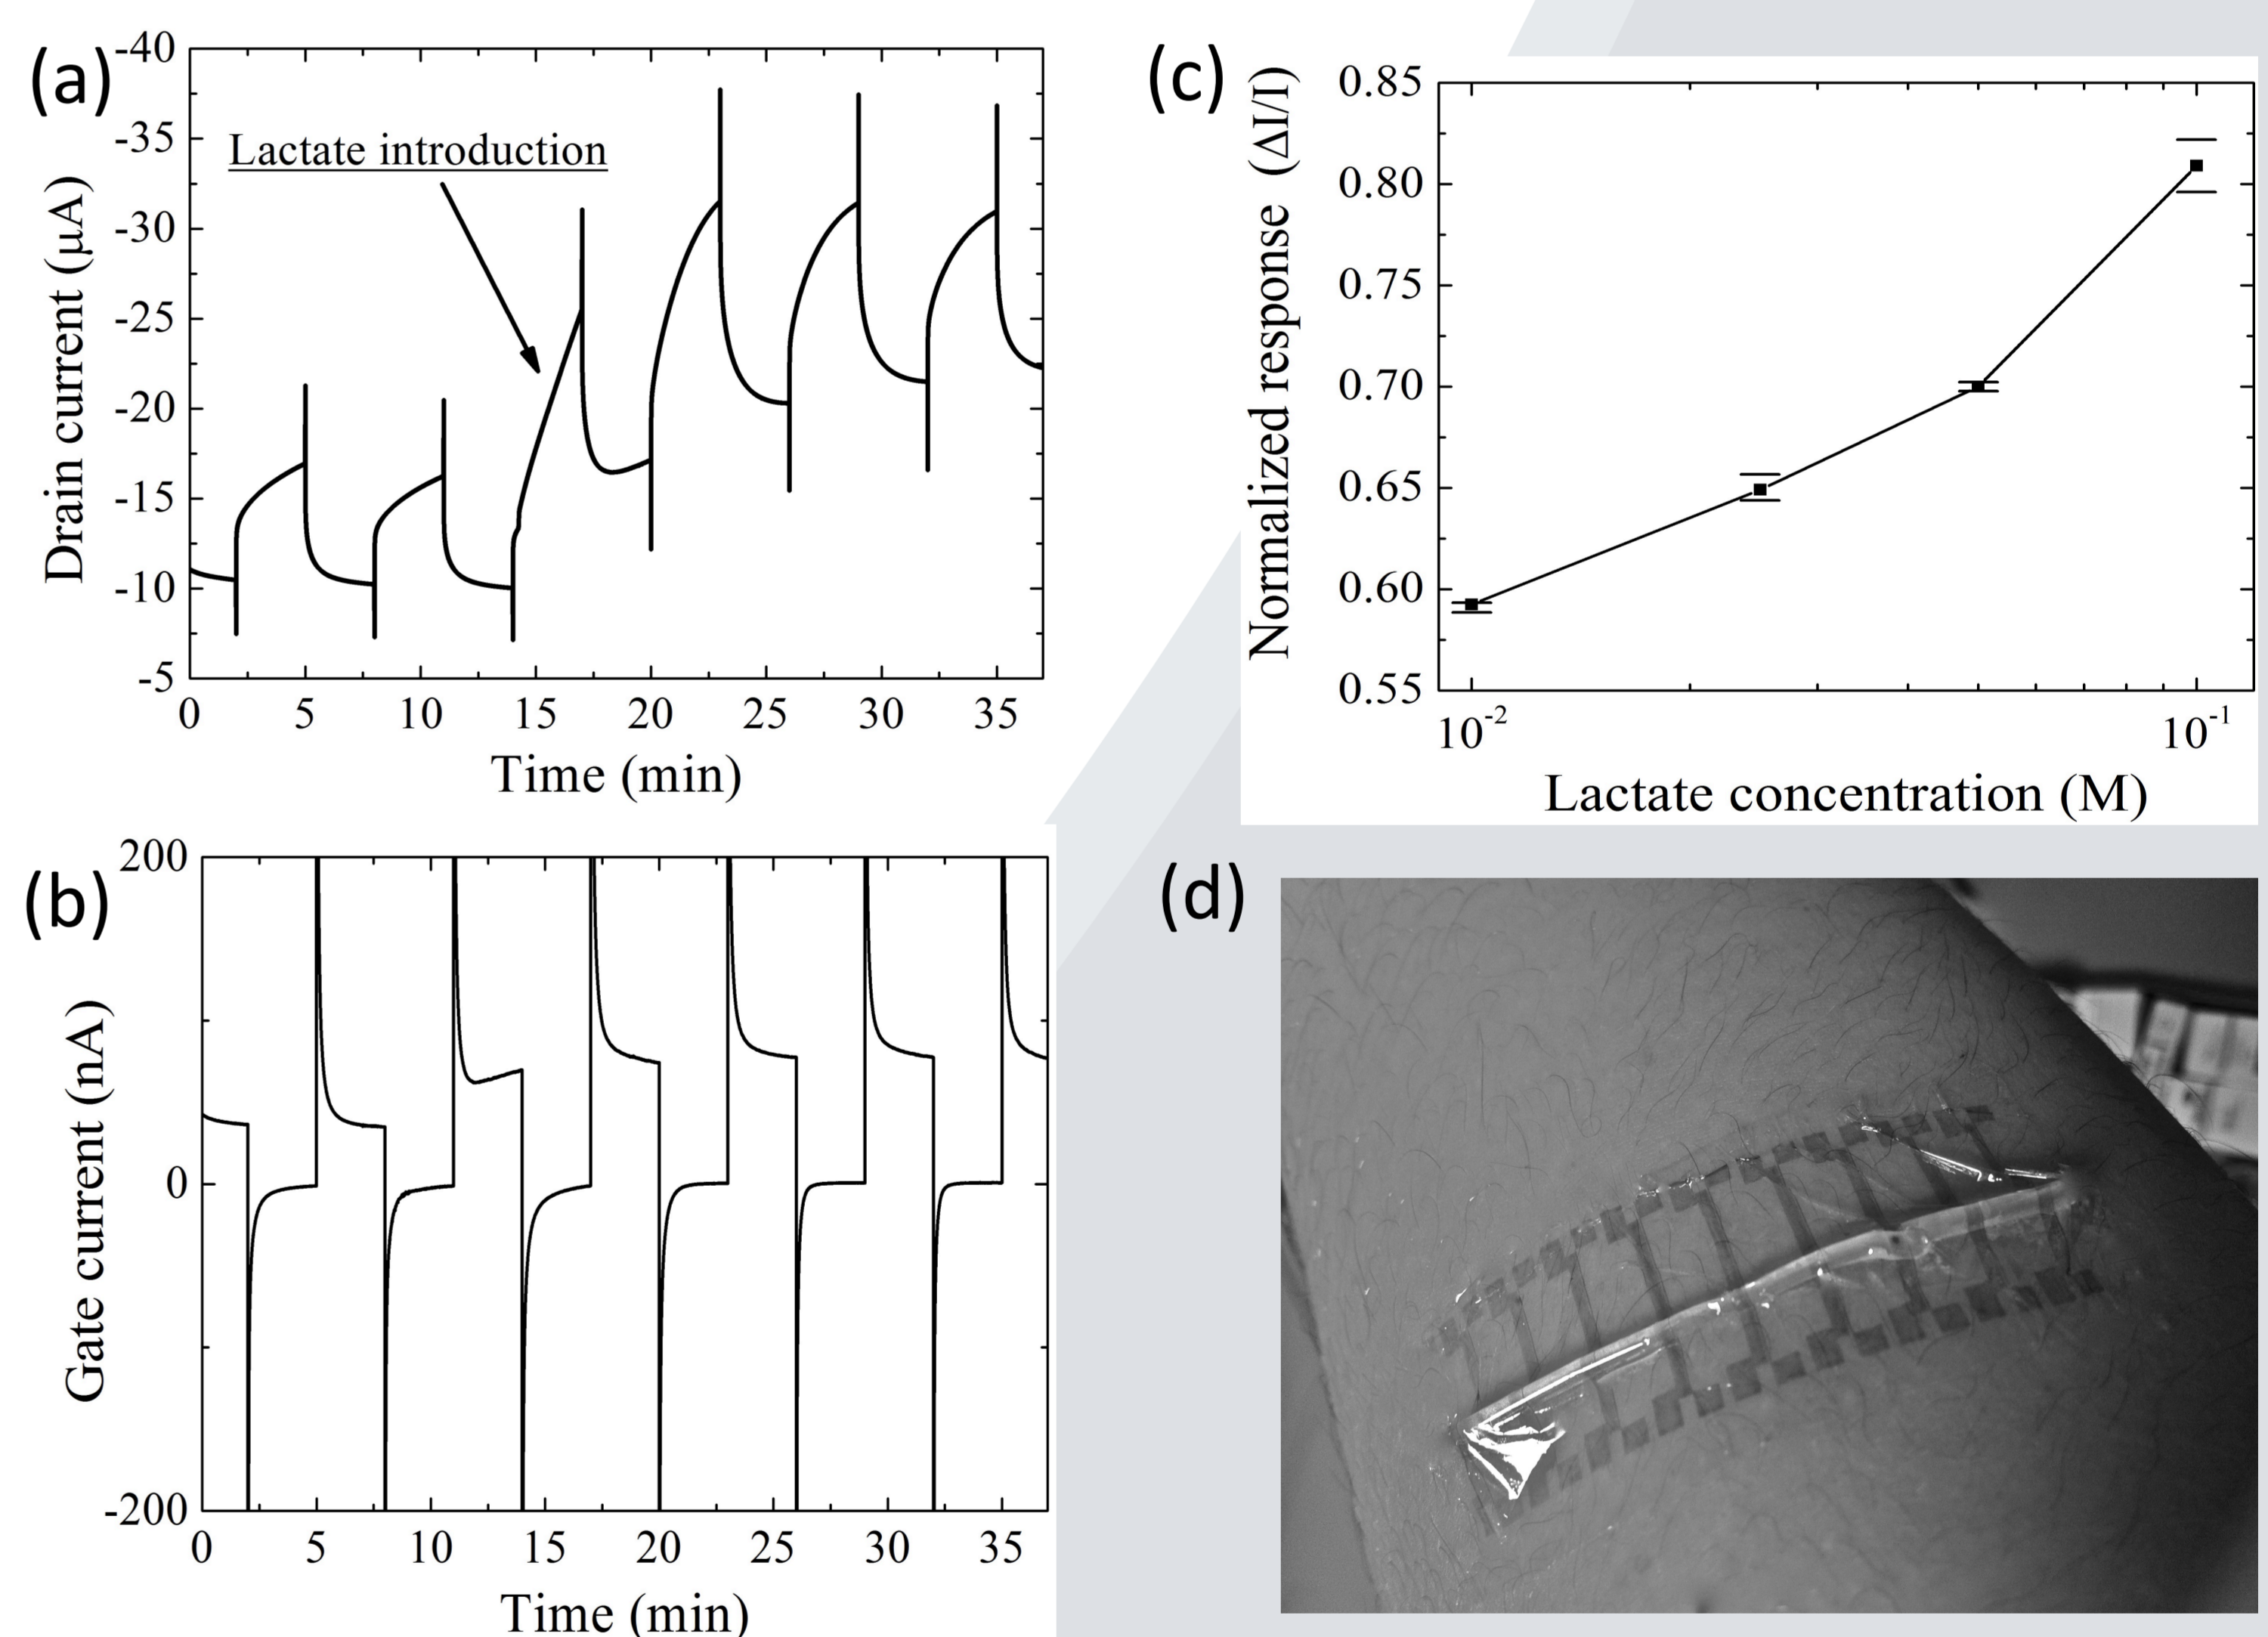 (a)
-40
-35
-30
-25
-20
-15
-10
-5
Drain current (μA)
Lactate introduction
0 5 10 15 20 25 30 35
Time (min)
(b)
200
0
-200
Gate current (nA)
0 5 10 15 20 25 30 35
Time (min)
(c)
0.85
0.80
0.75
0.70
0.65
0.60
0.55
Normalized response (ΔI/I)
10⁻² 10⁻¹
Lactate concentration (M)
(d)